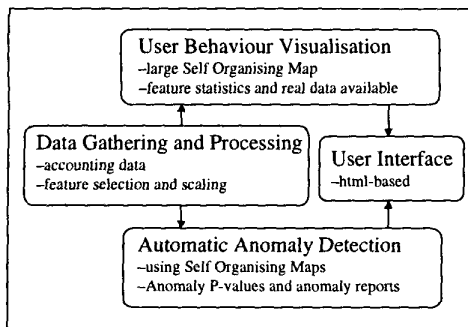 User Behaviour Visualisation
–large Self Organising Map
–feature statistics and real data available
Data Gathering and Processing
–accounting data
–feature selection and scaling
User Interface
–html-based
Automatic Anomaly Detection
–using Self Organising Maps
–Anomaly P-values and anomaly reports